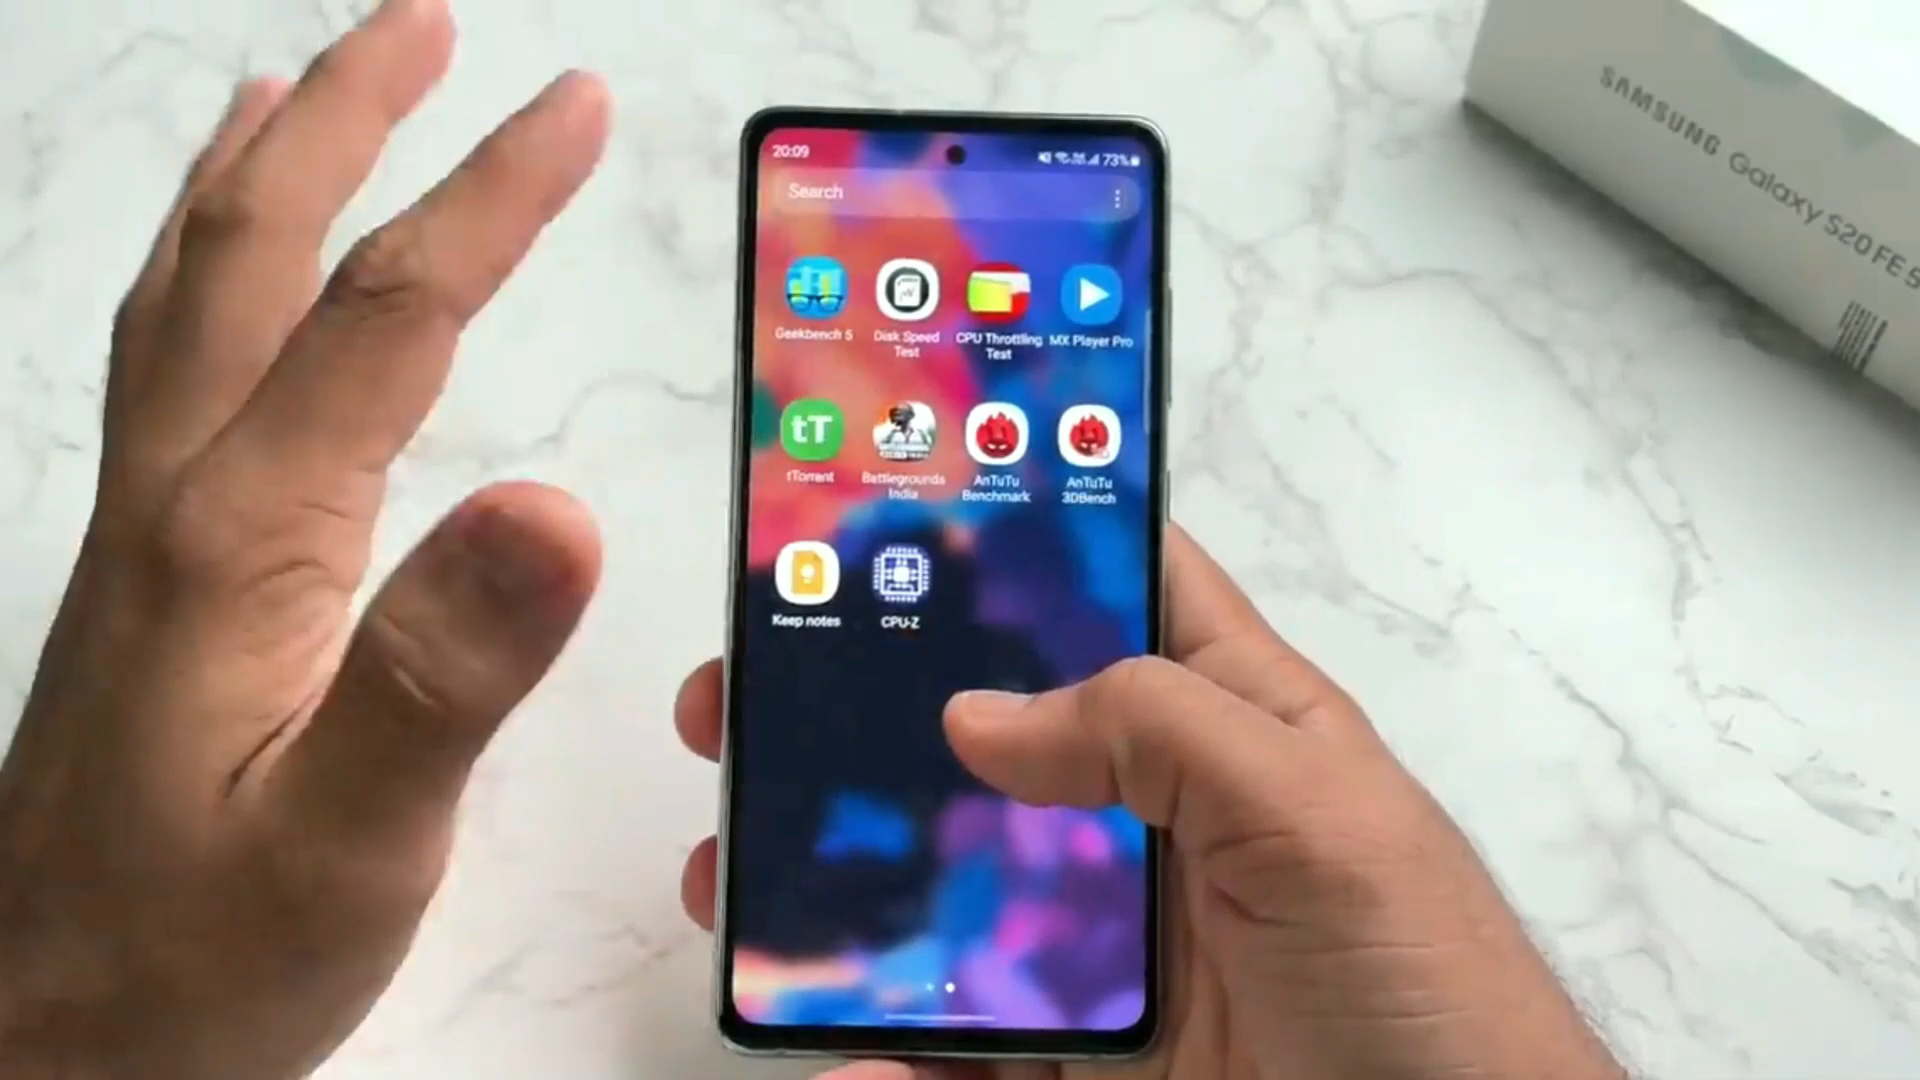 20:09
73%
Search
Geekbench 5
Disk Speed
Test
CPU Throttling
Test
MX Player Pro
tT
tTorrent
Battlegrounds
India
AnTuTu
Benchmark
AnTuTu
3DBench
Keep notes
CPU-Z
SAMSUNG Galaxy S20 FE 5